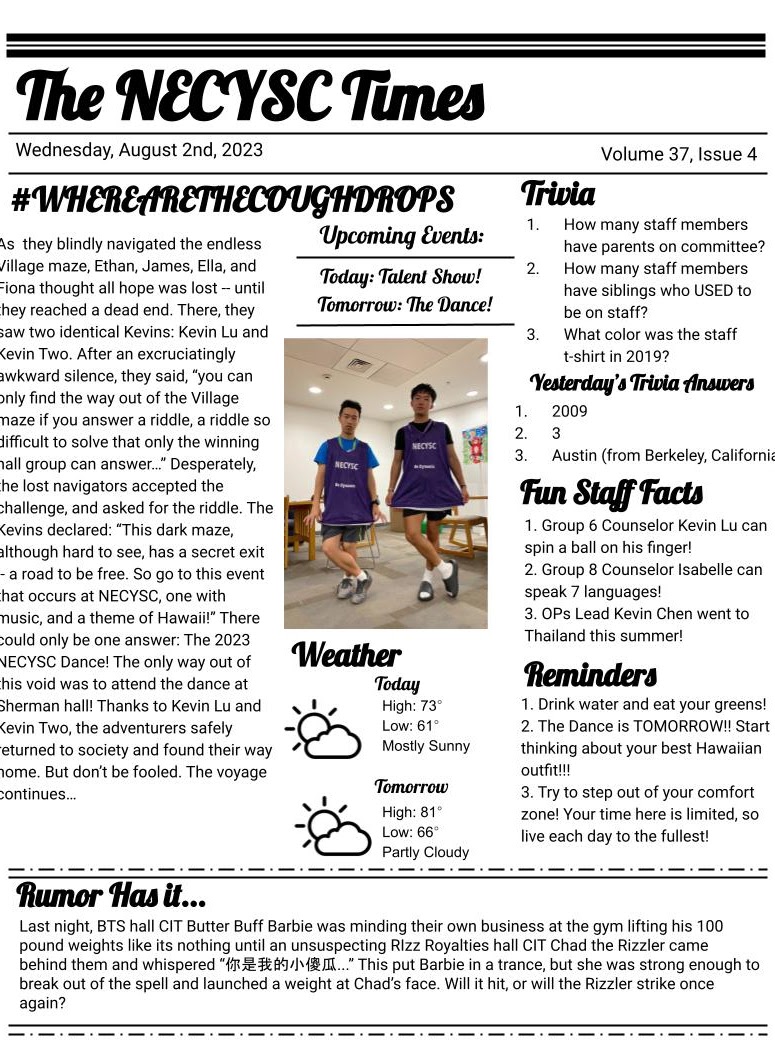 The NECYSC Times
Wednesday, August 2nd, 2023
Volume 37, Issue 4
#WHEREARETHECOUGHDROPS
As they blindly navigated the endless
Village maze, Ethan, James, Ella, and
Fiona thought all hope was lost -- until
they reached a dead end. There, they
saw two identical Kevins: Kevin Lu and
Kevin Two. After an excruciatingly
awkward silence, they said, “you can
only find the way out of the Village
maze if you answer a riddle, a riddle so
difficult to solve that only the winning
hall group can answer…” Desperately,
the lost navigators accepted the
challenge, and asked for the riddle. The
Kevins declared: “This dark maze,
although hard to see, has a secret exit
-- a road to be free. So go to this event
that occurs at NECYSC, one with
music, and a theme of Hawaii!” There
could only be one answer: The 2023
NECYSC Dance! The only way out of
this void was to attend the dance at
Sherman hall! Thanks to Kevin Lu and
Kevin Two, the adventurers safely
returned to society and found their way
home. But don’t be fooled. The voyage
continues…
Upcoming Events:
Today: Talent Show!
Tomorrow: The Dance!
NECYSC
Be Dynamic
NECYSC
Be Dynamic
Weather
Today
High: 73°
Low: 61°
Mostly Sunny
Tomorrow
High: 81°
Low: 66°
Partly Cloudy
Trivia
1. How many staff members
have parents on committee?
2. How many staff members
have siblings who USED to
be on staff?
3. What color was the staff
t-shirt in 2019?
Yesterday’s Trivia Answers
1. 2009
2. 3
3. Austin (from Berkeley, California
Fun Staff Facts
1. Group 6 Counselor Kevin Lu can
spin a ball on his finger!
2. Group 8 Counselor Isabelle can
speak 7 languages!
3. OPs Lead Kevin Chen went to
Thailand this summer!
Reminders
1. Drink water and eat your greens!
2. The Dance is TOMORROW!! Start
thinking about your best Hawaiian
outfit!!!
3. Try to step out of your comfort
zone! Your time here is limited, so
live each day to the fullest!
Rumor Has it...
Last night, BTS hall CIT Butter Buff Barbie was minding their own business at the gym lifting his 100
pound weights like its nothing until an unsuspecting RIzz Royalties hall CIT Chad the Rizzler came
behind them and whispered “你是我的小傻瓜...” This put Barbie in a trance, but she was strong enough to
break out of the spell and launched a weight at Chad’s face. Will it hit, or will the Rizzler strike once
again?